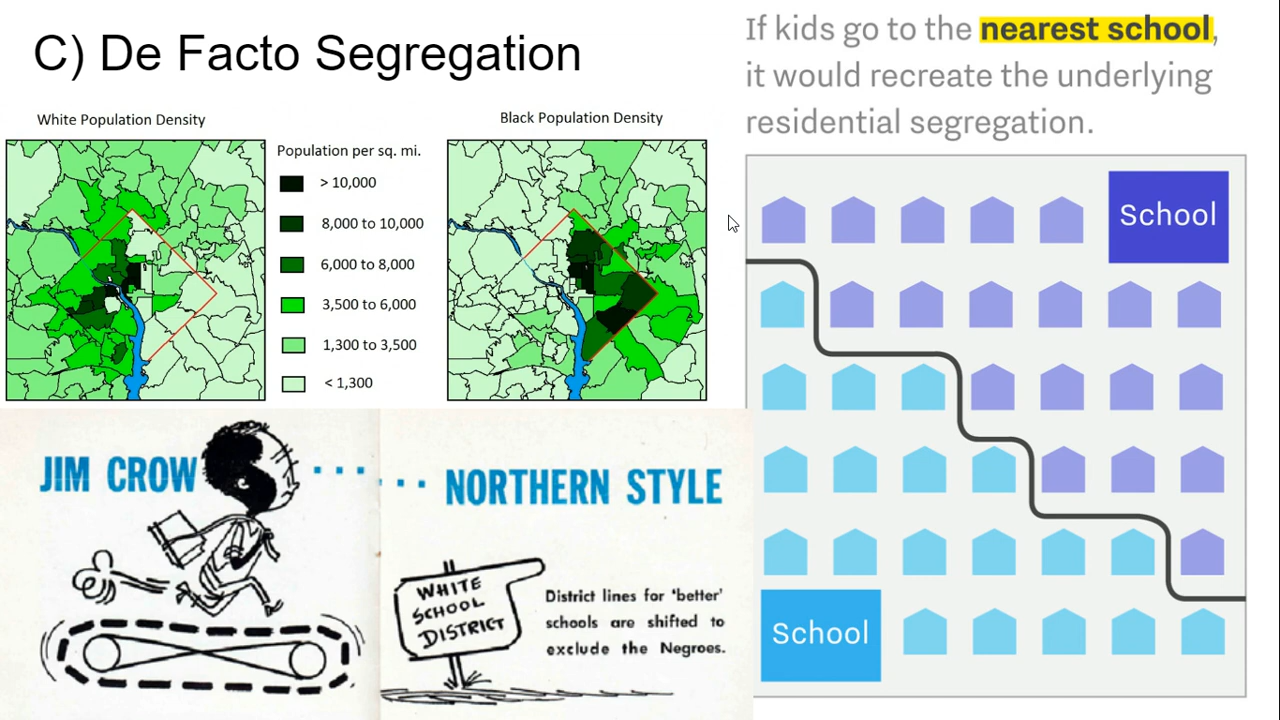 C) De Facto Segregation
White Population Density
Population per sq. mi.
> 10,000
8,000 to 10,000
6,000 to 8,000
3,500 to 6,000
1,300 to 3,500
< 1,300
Black Population Density
If kids go to the nearest school,
it would recreate the underlying
residential segregation.
School
School
JIM CROW.... ..NORTHERN STYLE
WHITE
SCHOOL
DISTRICT
District lines for 'better'
schools are shifted to
exclude the Negroes.